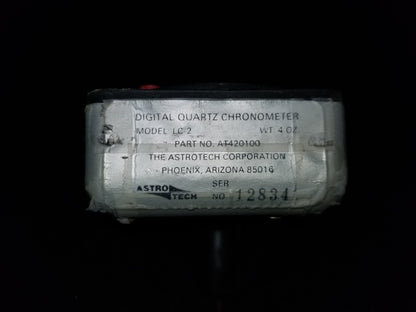 DIGITAL QUARTZ CHRONOMETER
MODEL LC-2 WT. 4 OZ.
PART NO. AT420100
THE ASTROTECH CORPORATION
PHOENIX, ARIZONA 85016
ASTRO TECH SER NO 12834